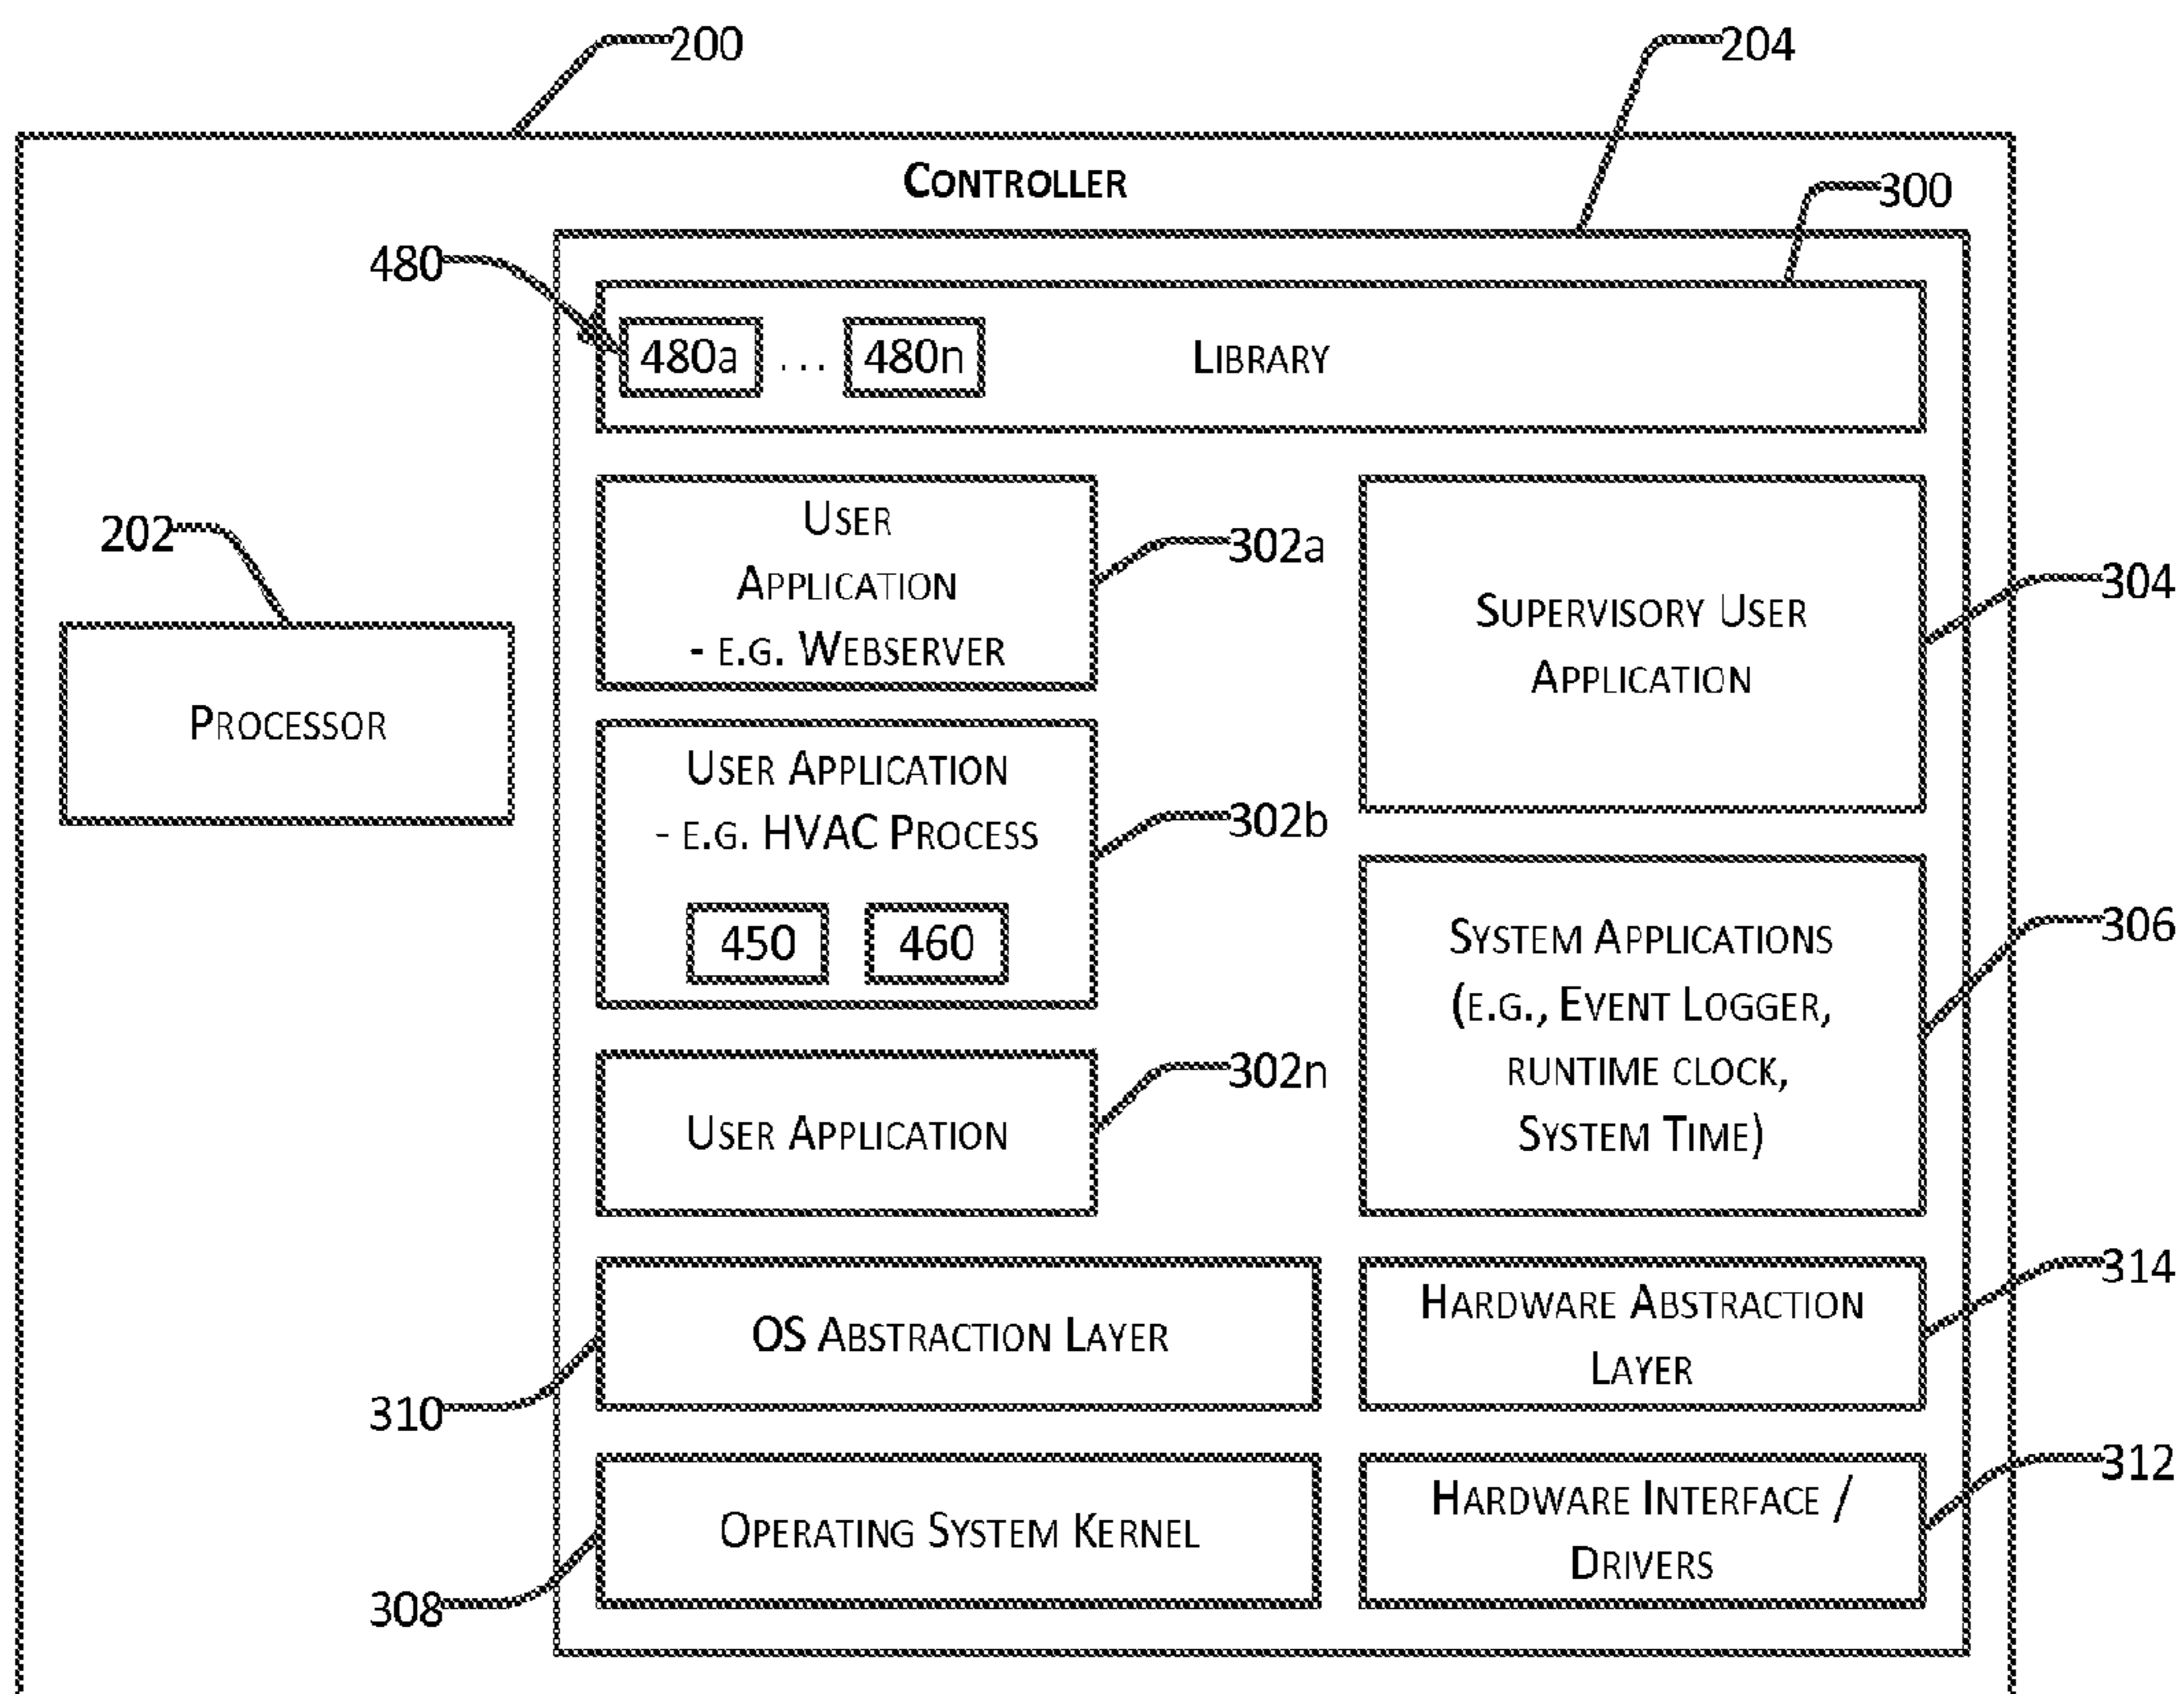 200
204
CONTROLLER
300
480
480a ... 480n
LIBRARY
202
USER
APPLICATION
- E.G. WEBSERVER
302a
SUPERVISORY USER
APPLICATION
304
PROCESSOR
USER APPLICATION
- E.G. HVAC PROCESS
302b
450
460
SYSTEM APPLICATIONS
(E.G., EVENT LOGGER,
RUNTIME CLOCK,
SYSTEM TIME)
306
USER APPLICATION
302n
OS ABSTRACTION LAYER
310
HARDWARE ABSTRACTION
LAYER
314
OPERATING SYSTEM KERNEL
308
HARDWARE INTERFACE /
DRIVERS
312